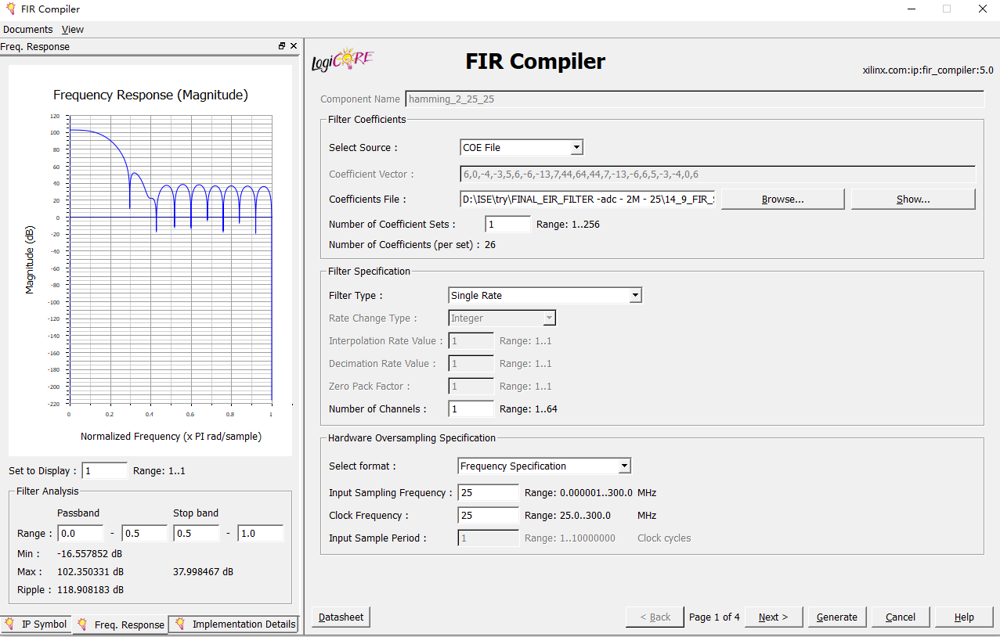 FIR Compiler
Documents View
Freq. Response
Frequency Response (Magnitude)
120
100
80
60
40
20
0
-20
-40
-60
-80
-100
-120
-140
-160
-180
-200
-220
Magnitude (dB)
0 0.2 0.4 0.6 0.8 1
Normalized Frequency (x PI rad/sample)
Set to Display : 1 Range: 1..1
Filter Analysis
Passband Stop band
Range : 0.0 - 0.5 0.5 - 1.0
Min : -16.557852 dB
Max : 102.350331 dB 37.998467 dB
Ripple : 118.908183 dB
IP Symbol Freq. Response Implementation Details
LogiCORE
FIR Compiler
xilinx.com:ip:fir_compiler:5.0
Component Name hamming_2_25_25
Filter Coefficients
Select Source : COE File
Coefficient Vector : 6,0,-4,-3,5,6,-6,-13,7,44,64,44,7,-13,-6,6,5,-3,-4,0,6
Coefficients File : D:\ISE\try\FINAL_EIR_FILTER -adc - 2M - 25\14_9_FIR_ Browse... Show...
Number of Coefficient Sets : 1 Range: 1..256
Number of Coefficients (per set) : 26
Filter Specification
Filter Type : Single Rate
Rate Change Type : Integer
Interpolation Rate Value : 1 Range: 1..1
Decimation Rate Value : 1 Range: 1..1
Zero Pack Factor : 1 Range: 1..1
Number of Channels : 1 Range: 1..64
Hardware Oversampling Specification
Select format : Frequency Specification
Input Sampling Frequency : 25 Range: 0.000001..300.0 MHz
Clock Frequency : 25 Range: 25.0..300.0 MHz
Input Sample Period : 1 Range: 1..10000000 Clock cycles
Datasheet < Back Page 1 of 4 Next > Generate Cancel Help